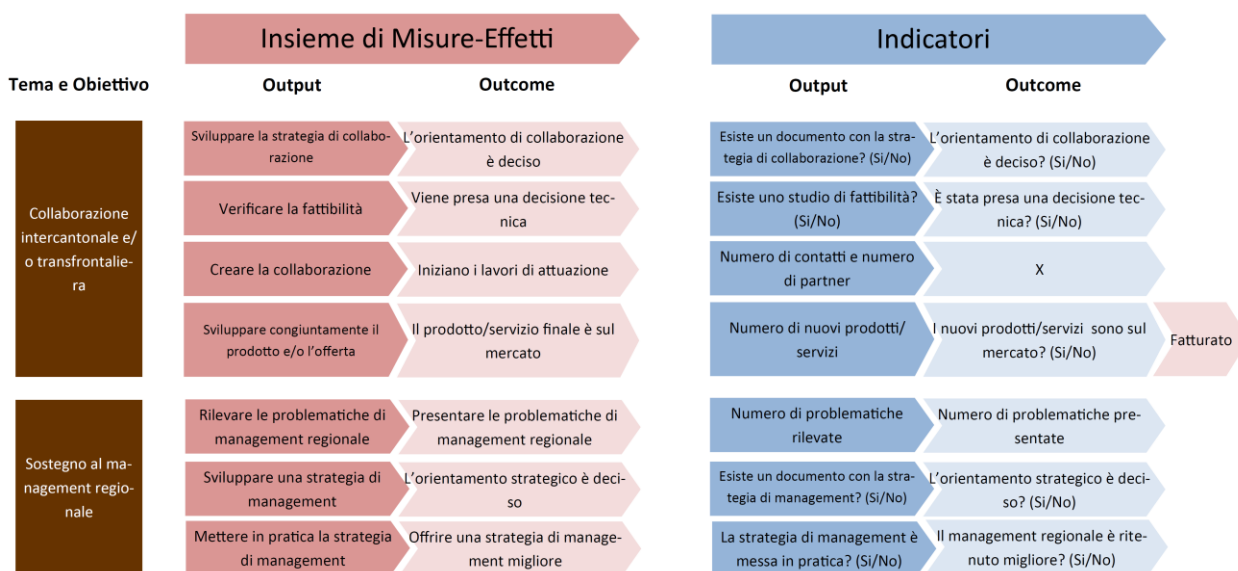 Insieme di Misure-Effetti
Indicatori
Tema e Obiettivo
Output
Outcome
Output
Outcome
Collaborazione
intercantonale e/
o transfrontalie-
ra
Sviluppare la strategia di collabo-
razione
L'orientamento di collaborazione
è deciso
Esiste un documento con la stra-
tegia di collaborazione? (Si/No)
L'orientamento di collaborazione
è deciso? (Si/No)
Verificare la fattibilità
Viene presa una decisione tec-
nica
Esiste uno studio di fattibilità?
(Si/No)
È stata presa una decisione tec-
nica? (Si/No)
Creare la collaborazione
Iniziano i lavori di attuazione
Numero di contatti e numero
di partner
X
Sviluppare congiuntamente il
prodotto e/o l'offerta
Il prodotto/servizio finale è sul
mercato
Numero di nuovi prodotti/
servizi
I nuovi prodotti/servizi sono sul
mercato? (Si/No)
Fatturato
Sostegno al ma-
nagement regio-
nale
Rilevare le problematiche di
management regionale
Presentare le problematiche di
management regionale
Numero di problematiche
rilevate
Numero di problematiche pre-
sentate
Sviluppare una strategia di
management
L'orientamento strategico è deci-
so
Esiste un documento con la stra-
tegia di management? (Si/No)
L'orientamento strategico è deci-
so? (Si/No)
Mettere in pratica la strategia
di management
Offrire una strategia di manage-
ment migliore
La strategia di management è
messa in pratica? (Si/No)
Il management regionale è rite-
nuto migliore? (Si/No)